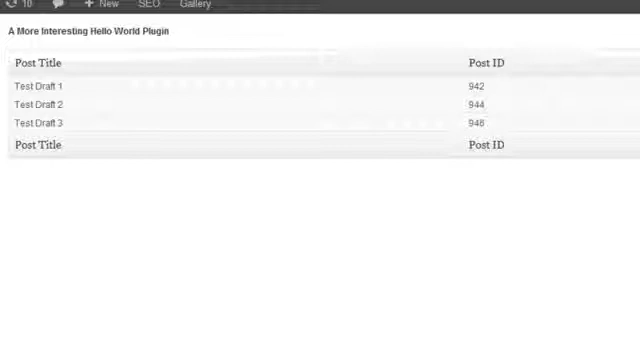 10 New SEO Gallery
A More Interesting Hello World Plugin
Post Title Post ID
Test Draft 1 942
Test Draft 2 944
Test Draft 3 946
Post Title Post ID